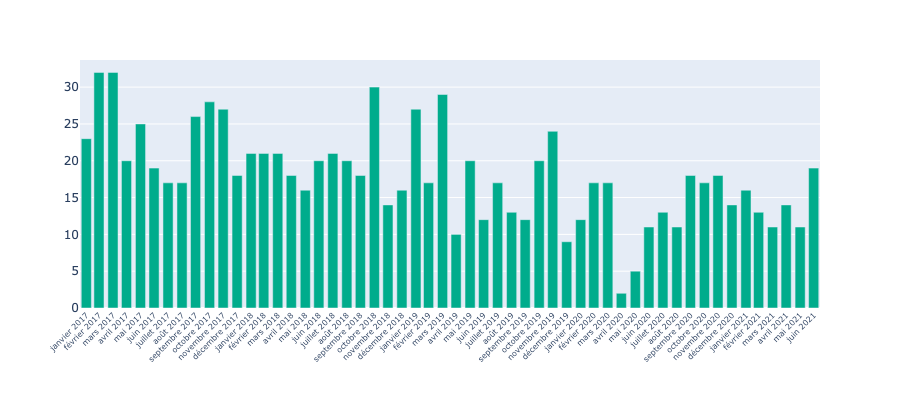 30
25
20
15
10
5
0
janvier 2017
février 2017
mars 2017
avril 2017
mai 2017
juin 2017
juillet 2017
août 2017
septembre 2017
octobre 2017
novembre 2017
décembre 2017
janvier 2018
février 2018
mars 2018
avril 2018
mai 2018
juin 2018
juillet 2018
août 2018
septembre 2018
octobre 2018
novembre 2018
décembre 2018
janvier 2019
février 2019
mars 2019
avril 2019
mai 2019
juin 2019
juillet 2019
août 2019
septembre 2019
octobre 2019
novembre 2019
décembre 2019
janvier 2020
février 2020
mars 2020
avril 2020
mai 2020
juin 2020
juillet 2020
août 2020
septembre 2020
octobre 2020
novembre 2020
décembre 2020
janvier 2021
février 2021
mars 2021
avril 2021
mai 2021
juin 2021